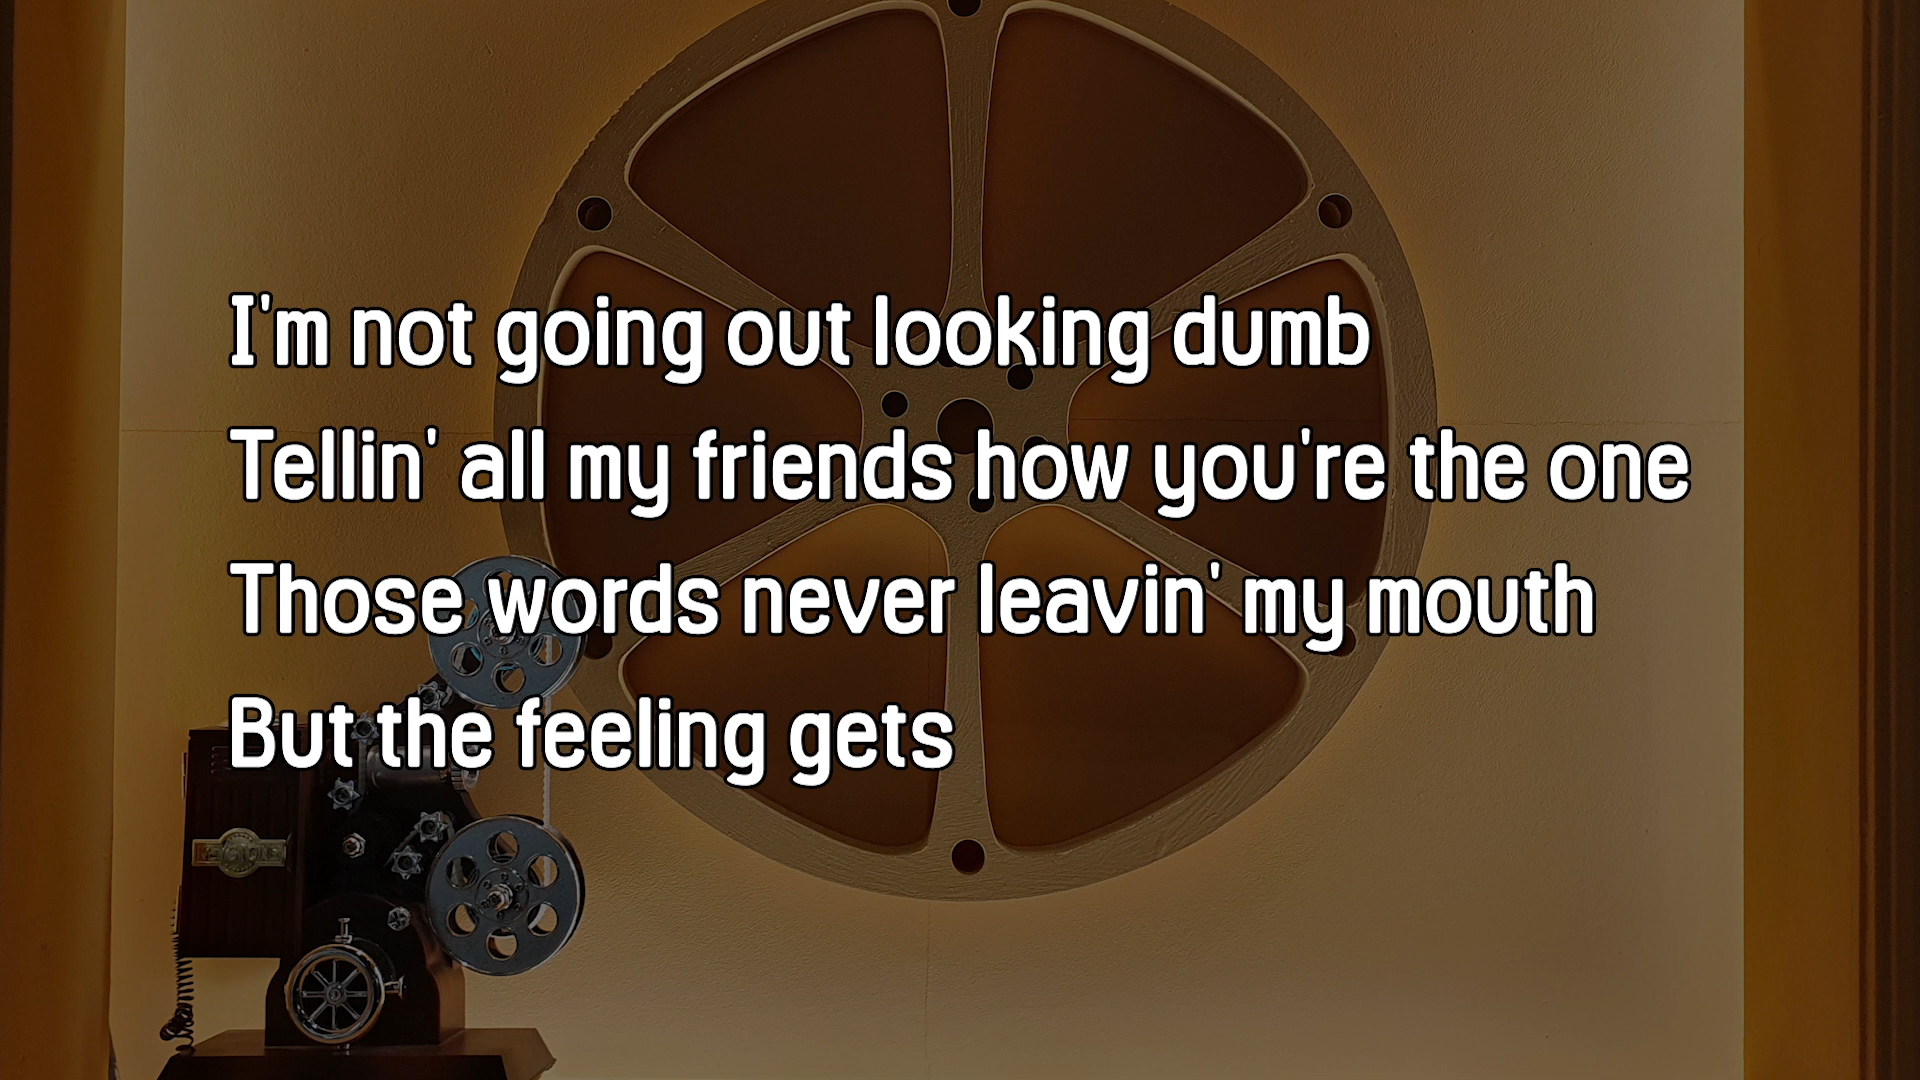 I'm not going out looking dumb
Tellin' all my friends how you're the one
Those words never leavin' my mouth
But the feeling gets